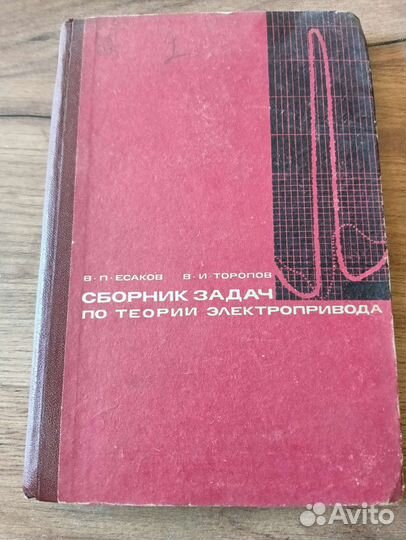 В·П·ЕСАКОВ В·И·ТОРОПОВ
СБОРНИК ЗАДАЧ
ПО ТЕОРИИ ЭЛЕКТРОПРИВОДА
Avito